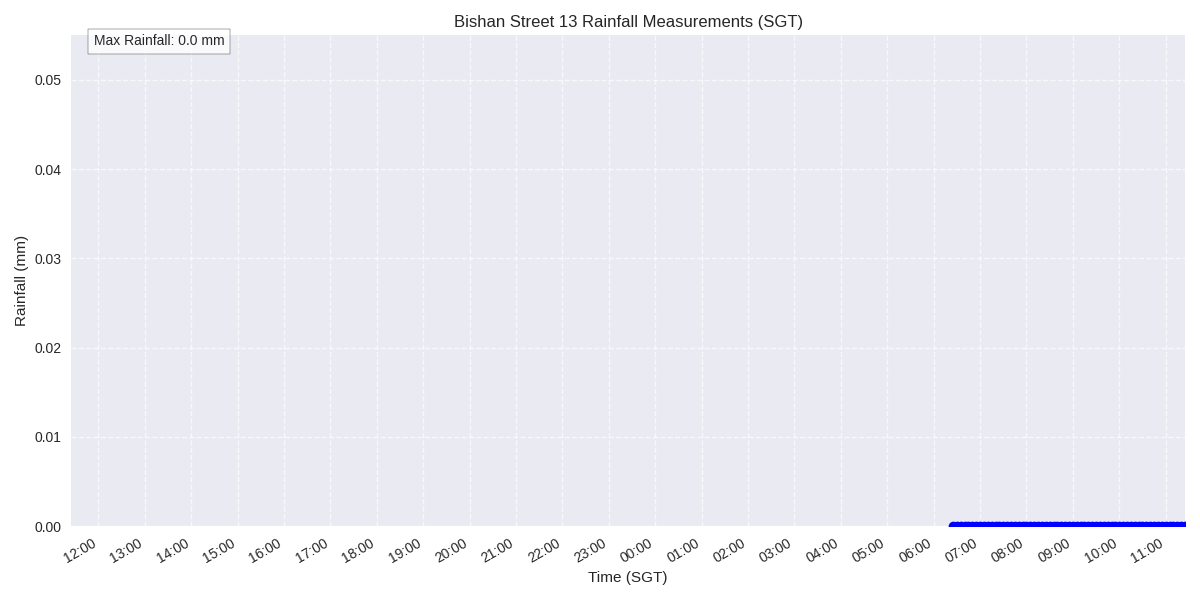 Bishan Street 13 Rainfall Measurements (SGT)
Max Rainfall: 0.0 mm
0.05
0.04
0.03
0.02
0.01
0.00
Rainfall (mm)
12:00 13:00 14:00 15:00 16:00 17:00 18:00 19:00 20:00 21:00 22:00 23:00 00:00 01:00 02:00 03:00 04:00 05:00 06:00 07:00 08:00 09:00 10:00 11:00
Time (SGT)